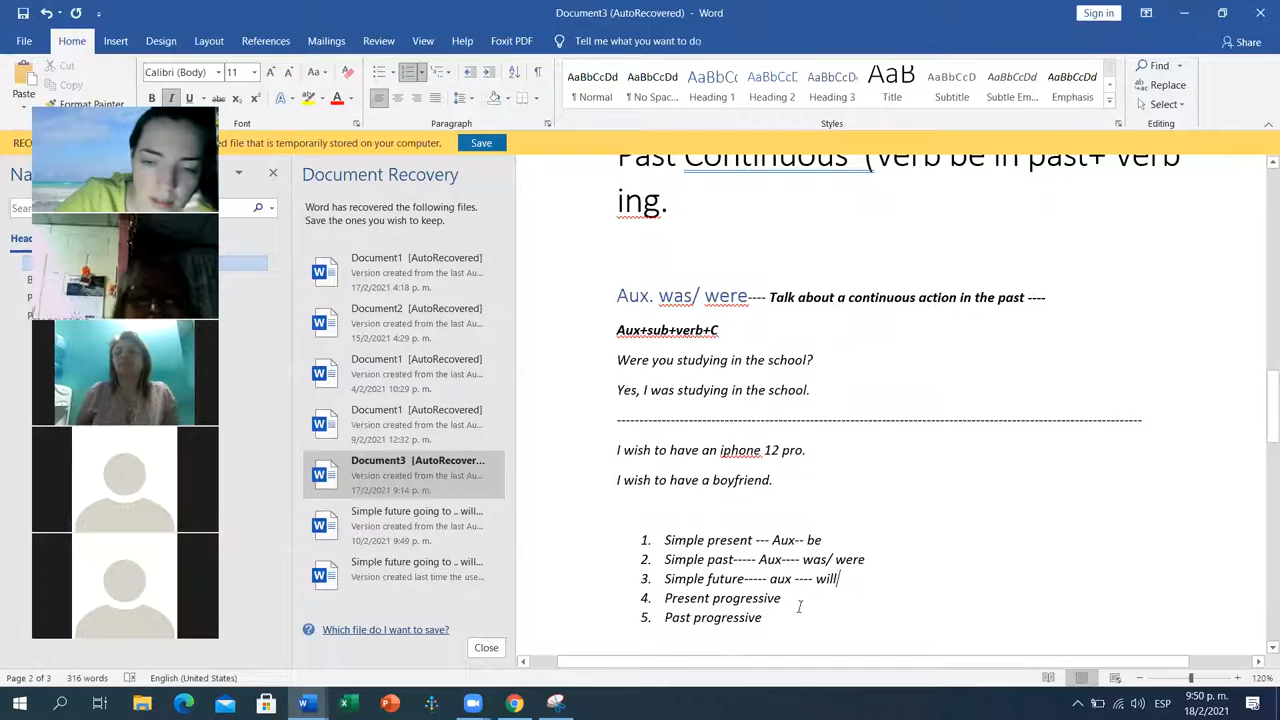 Document3 (AutoRecovered) - Word
Sign in
File Home Insert Design Layout References Mailings Review View Help Foxit PDF Tell me what you want to do Share
Cut
Paste
Format Painter
Calibri (Body) 11
B I U abc
AaBbCcDd AaBbCcDd AaBbC AaBbCcD AaBbCcD AaB AaBbCcD AaBbCcDd AaBbCcDd
¶ Normal ¶ No Spac... Heading 1 Heading 2 Heading 3 Title Subtitle Subtle Em... Emphasis
Find
Replace
Select
Font Paragraph Styles Editing
file that is temporarily stored on your computer. Save
Document Recovery
Word has recovered the following files.
Save the ones you wish to keep.
Document1 [AutoRecovered]
Version created from the last Au...
17/2/2021 4:18 p. m.
Document2 [AutoRecovered]
Version created from the last Au...
15/2/2021 4:29 p. m.
Document1 [AutoRecovered]
Version created from the last Au...
4/2/2021 10:29 p. m.
Document1 [AutoRecovered]
Version created from the last Au...
9/2/2021 12:32 p. m.
Document3 [AutoRecover...
Version created from the last Au...
17/2/2021 9:14 p. m.
Simple future going to .. will...
Version created from the last Au...
10/2/2021 9:49 p. m.
Simple future going to .. will...
Version created last time the use...
Which file do I want to save?
Close
Past Continuous (verb be in past+ verb
ing.
Aux. was/ were---- Talk about a continuous action in the past ----
Aux+sub+verb+C
Were you studying in the school?
Yes, I was studying in the school.
I wish to have an iphone 12 pro.
I wish to have a boyfriend.
1. Simple present --- Aux-- be
2. Simple past----- Aux---- was/ were
3. Simple future----- aux ---- will
4. Present progressive
5. Past progressive
Page 2 of 3 316 words English (United States) 120%
ESP
9:50 p. m.
18/2/2021